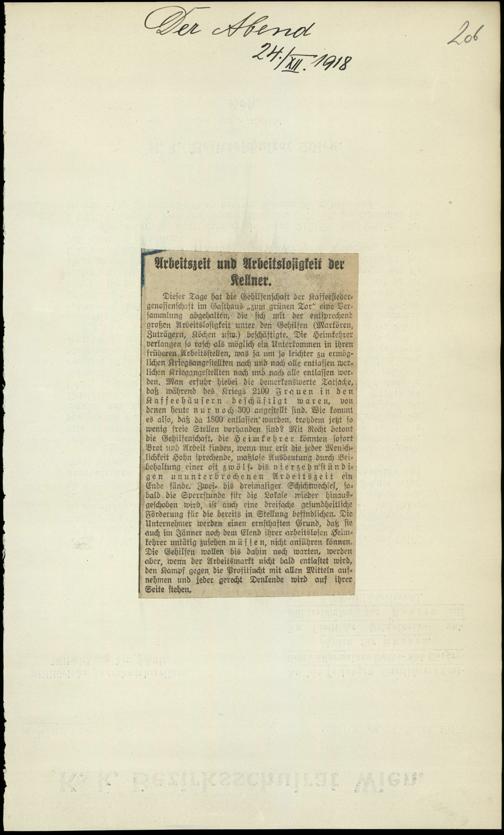 Der Abend
24./XII. 1918
206
Arbeitszeit und Arbeitslosigkeit der
Kellner.
Dieser Tage hat die Gehilfenschaft der Kaffeesieder-
genossenschaft im Gasthaus „zum grünen Tor“ eine Ver-
sammlung abgehalten, die sich mit der entsprechend
großen Arbeitslosigkeit unter den Gehilfen (Markören,
Zuträgern, Köchen usw.) beschäftigte. Die Heimkehrer
verlangen so rasch als möglich ein Unterkommen in ihren
früheren Arbeitsstellen, was ja um so leichter zu ermög-
lichen Kriegsangestellten nach und nach alle entlassen wer-
lichen Kriegsangestellten nach und nach alle entlassen wer-
den. Man erfuhr hiebei die bemerkenswerte Tatsache,
daß während des Kriegs 2100 Frauen in den
Kaffeehäusern beschäftigt waren, von
denen heute nur noch 300 angestellt sind. Wie kommt
es also, daß da 1800 entlassen wurden, trotzdem jetzt so
wenig freie Stellen vorhanden sind? Mit Recht betont
die Gehilfenschaft, die Heimkehrer könnten sofort
Brot und Arbeit finden, wenn nur erst die jeder Mensch-
lichkeit Hohn sprechende, maßlose Ausbeutung durch Bei-
behaltung einer oft zwölf- bis vierzehnstündi-
gen ununterbrochenen Arbeitszeit ein
Ende fände. Zwei- bis dreimaliger Schichtwechsel, so-
bald die Sperrstunde für die Lokale wieder hinaus-
geschoben wird, ist auch eine dreifache gesundheitliche
Förderung für die bereits in Stellung befindlichen. Die
Unternehmer werden einen ernsthaften Grund, daß sie
auch im Jänner noch dem Elend ihrer arbeitslosen Heim-
kehrer untätig zusehen müssen, nicht anführen können.
Die Gehilfen wollen bis dahin noch warten, werden
aber, wenn der Arbeitsmarkt nicht bald entlastet wird,
den Kampf gegen die Profitsucht mit allen Mitteln auf-
nehmen und jeder gerecht Denkende wird auf ihrer
Seite stehen.
K. k. Bezirksschulrat Wien.